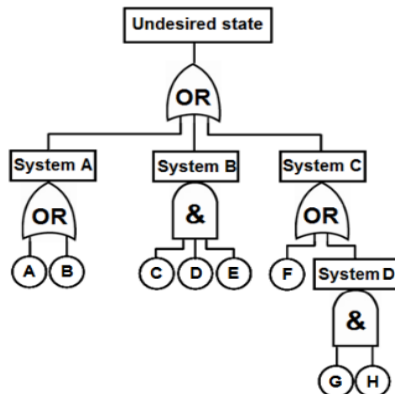 Undesired state
OR
System A
System B
System C
OR
&
OR
A
B
C
D
E
F
System D
&
G
H